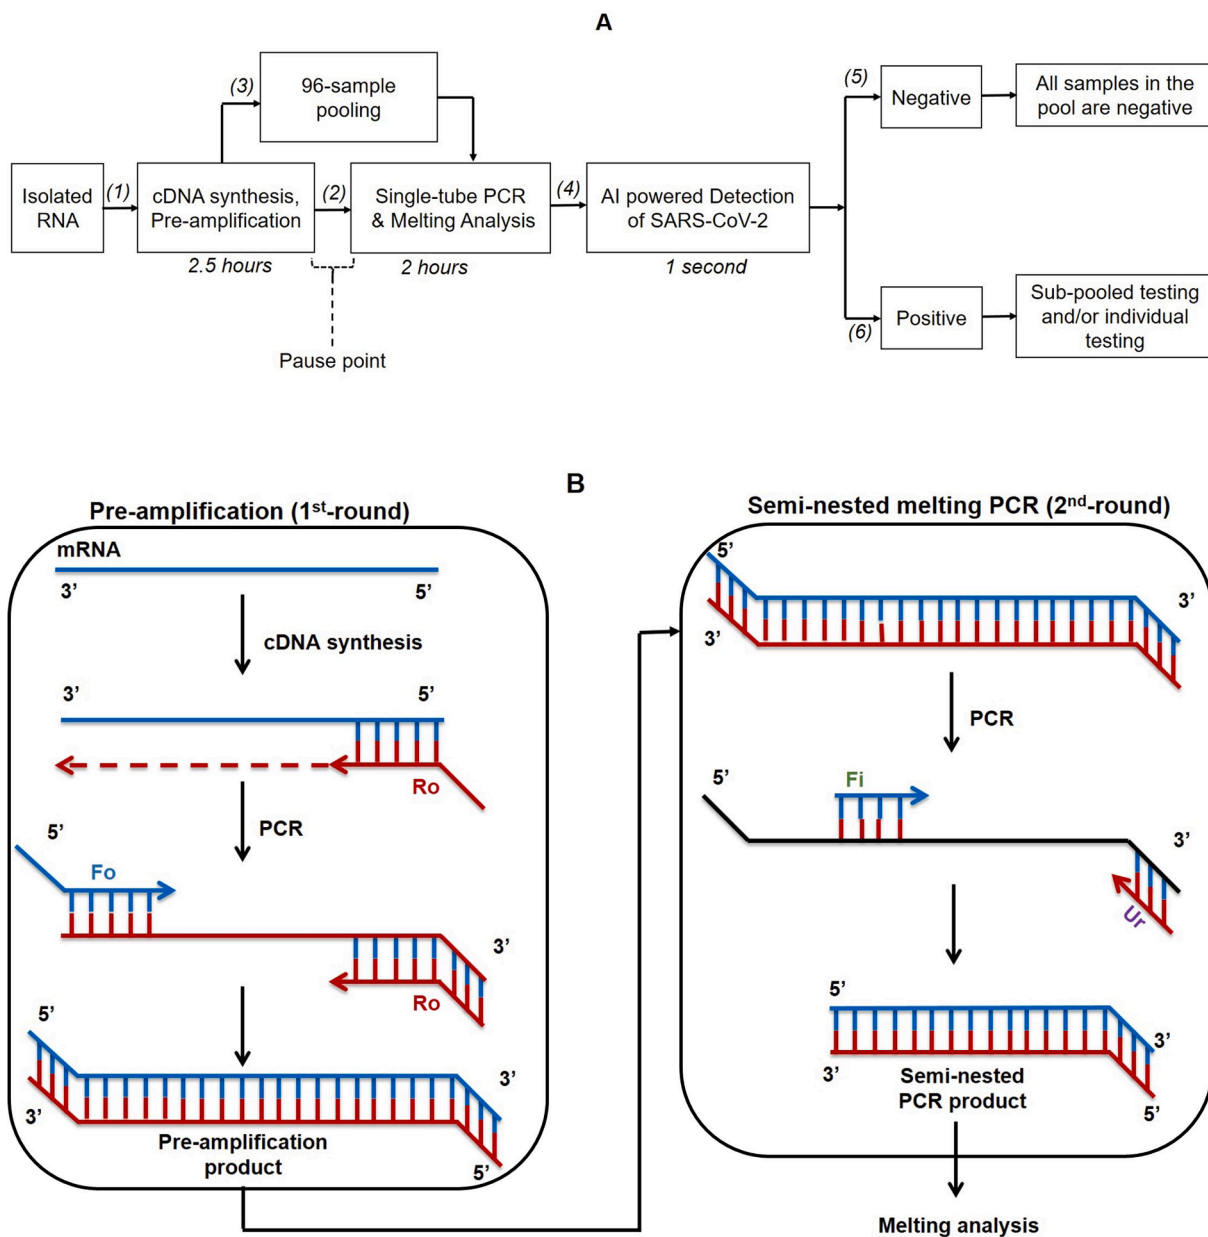 A
(3)
96-sample
pooling
(5)
Negative
All samples in the
pool are negative
Isolated
RNA
(1)
cDNA synthesis,
Pre-amplification
(2)
Single-tube PCR
& Melting Analysis
(4)
AI powered Detection
of SARS-CoV-2
2.5 hours
2 hours
1 second
Pause point
(6)
Positive
Sub-pooled testing
and/or individual
testing
B
Pre-amplification (1st-round)
mRNA
3’
5’
cDNA synthesis
3’
5’
Ro
PCR
5’
Fo
3’
Ro
5’
3’
3’
Pre-amplification
product
5’
Semi-nested melting PCR (2nd-round)
5’
3’
3’
PCR
5’
Fi
3’
Ur
5’
3’
3’
Semi-nested
PCR product
5’
Melting analysis